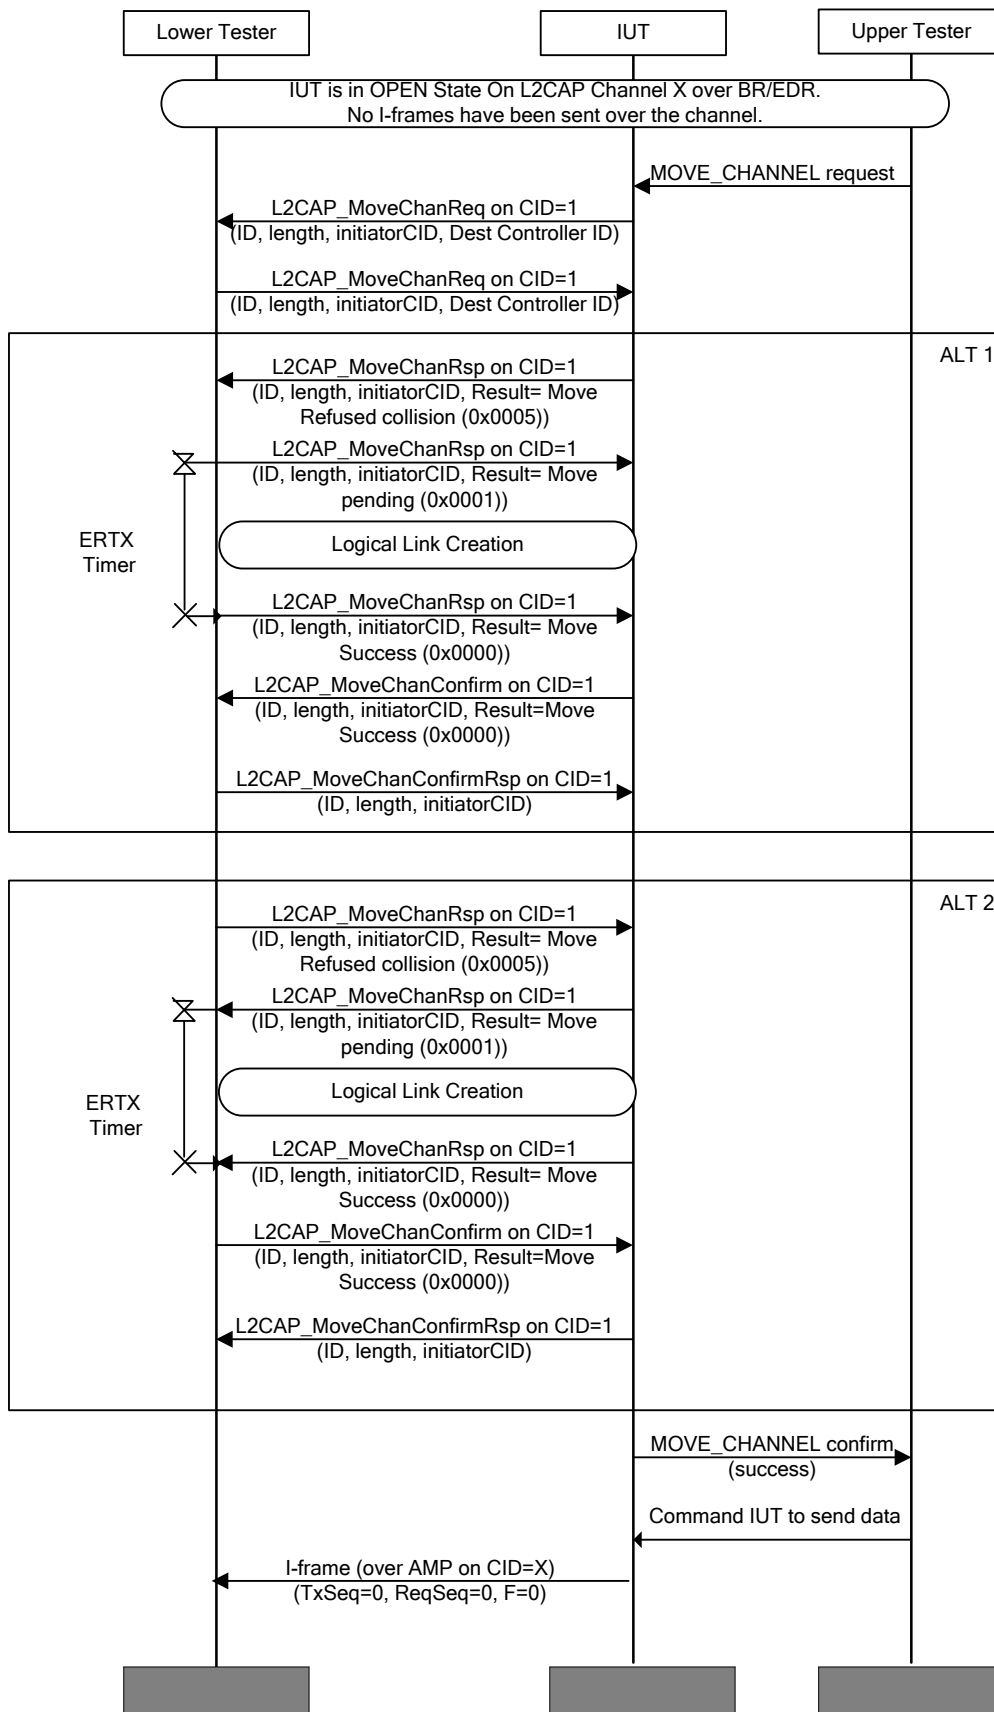 Lower Tester
IUT
Upper Tester
IUT is in OPEN State On L2CAP Channel X over BR/EDR.
No I-frames have been sent over the channel.
MOVE_CHANNEL request
L2CAP_MoveChanReq on CID=1
(ID, length, initiatorCID, Dest Controller ID)
L2CAP_MoveChanReq on CID=1
(ID, length, initiatorCID, Dest Controller ID)
ALT 1
L2CAP_MoveChanRsp on CID=1
(ID, length, initiatorCID, Result= Move
Refused collision (0x0005))
L2CAP_MoveChanRsp on CID=1
(ID, length, initiatorCID, Result= Move
pending (0x0001))
ERTX
Timer
Logical Link Creation
L2CAP_MoveChanRsp on CID=1
(ID, length, initiatorCID, Result= Move
Success (0x0000))
L2CAP_MoveChanConfirm on CID=1
(ID, length, initiatorCID, Result=Move
Success (0x0000))
L2CAP_MoveChanConfirmRsp on CID=1
(ID, length, initiatorCID)
ALT 2
L2CAP_MoveChanRsp on CID=1
(ID, length, initiatorCID, Result= Move
Refused collision (0x0005))
L2CAP_MoveChanRsp on CID=1
(ID, length, initiatorCID, Result= Move
pending (0x0001))
Logical Link Creation
ERTX
Timer
L2CAP_MoveChanRsp on CID=1
(ID, length, initiatorCID, Result= Move
Success (0x0000))
L2CAP_MoveChanConfirm on CID=1
(ID, length, initiatorCID, Result=Move
Success (0x0000))
L2CAP_MoveChanConfirmRsp on CID=1
(ID, length, initiatorCID)
MOVE_CHANNEL confirm
(success)
Command IUT to send data
I-frame (over AMP on CID=X)
(TxSeq=0, ReqSeq=0, F=0)